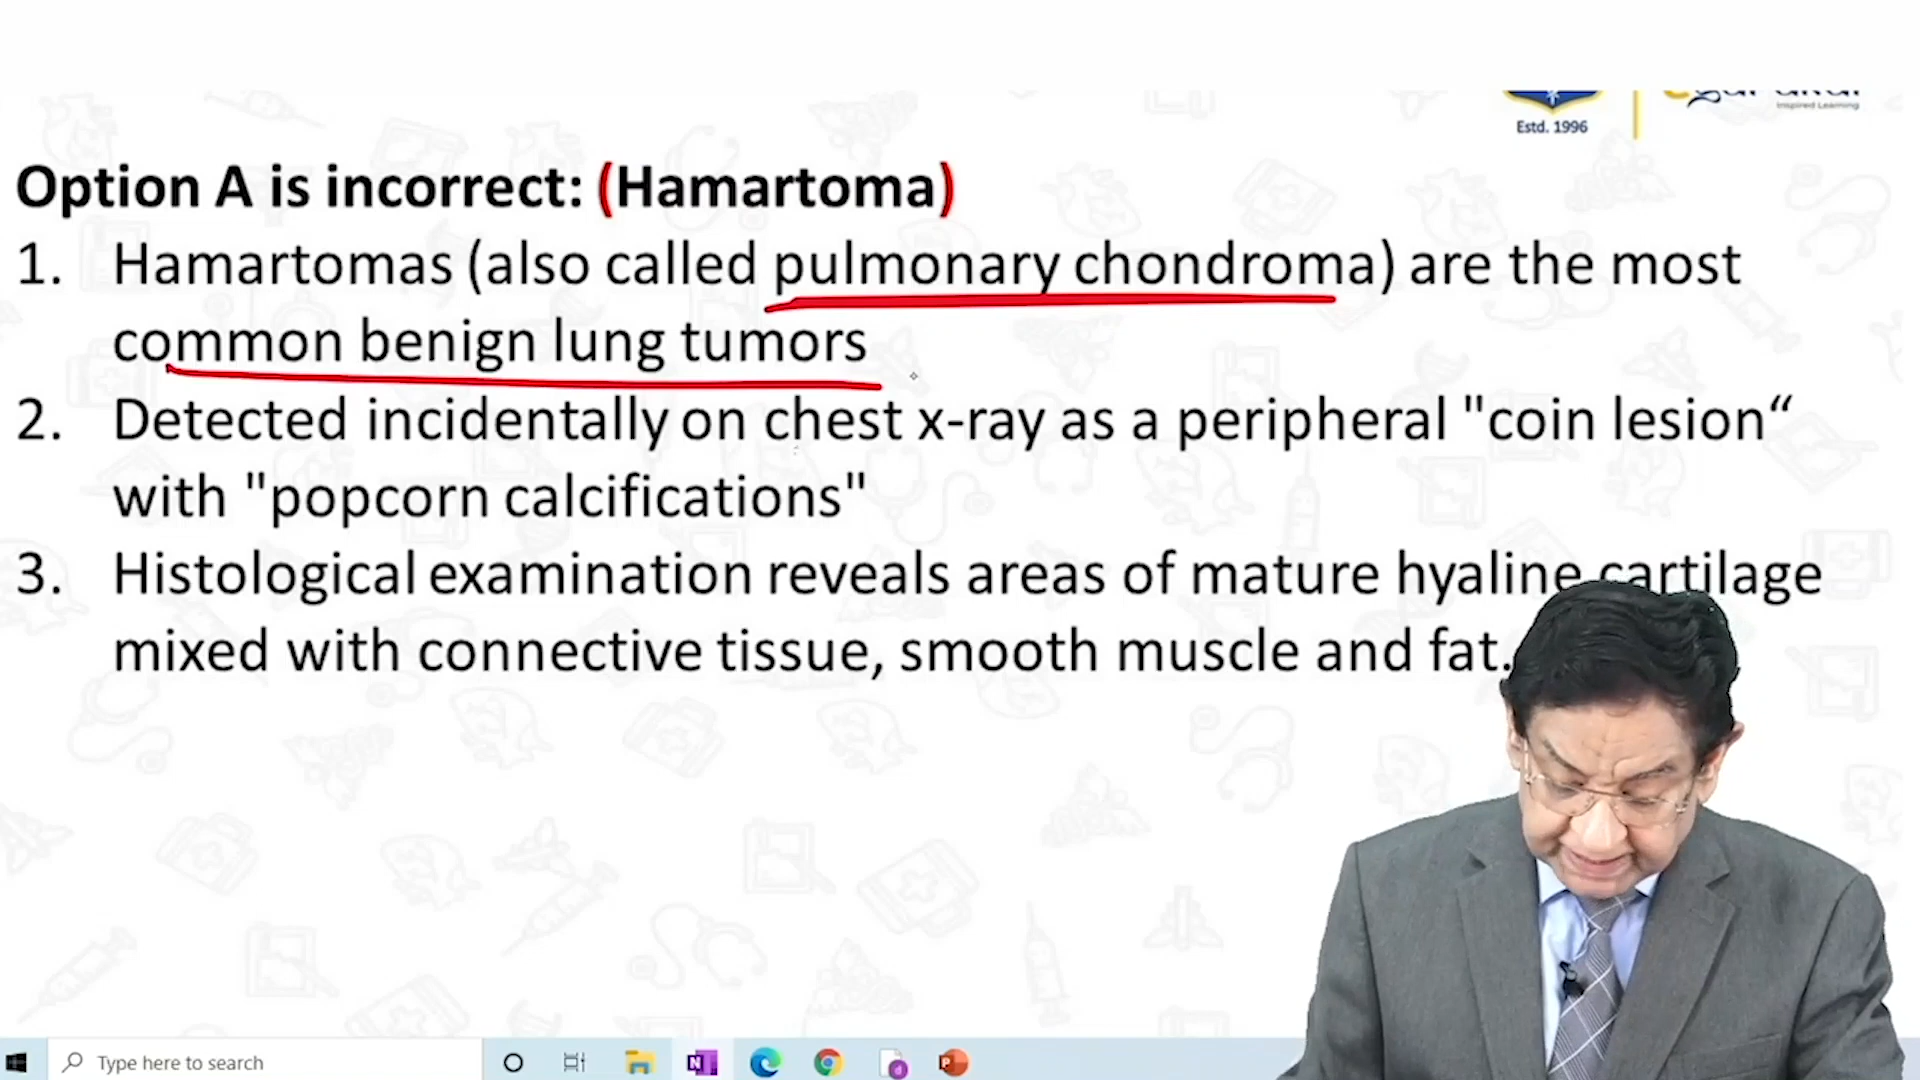 Estd. 1996
Inspired Learning
Option A is incorrect: (Hamartoma)
1. Hamartomas (also called pulmonary chondroma) are the most
common benign lung tumors
2. Detected incidentally on chest x-ray as a peripheral "coin lesion“
with "popcorn calcifications"
3. Histological examination reveals areas of mature hyaline cartilage
mixed with connective tissue, smooth muscle and fat.
Type here to search